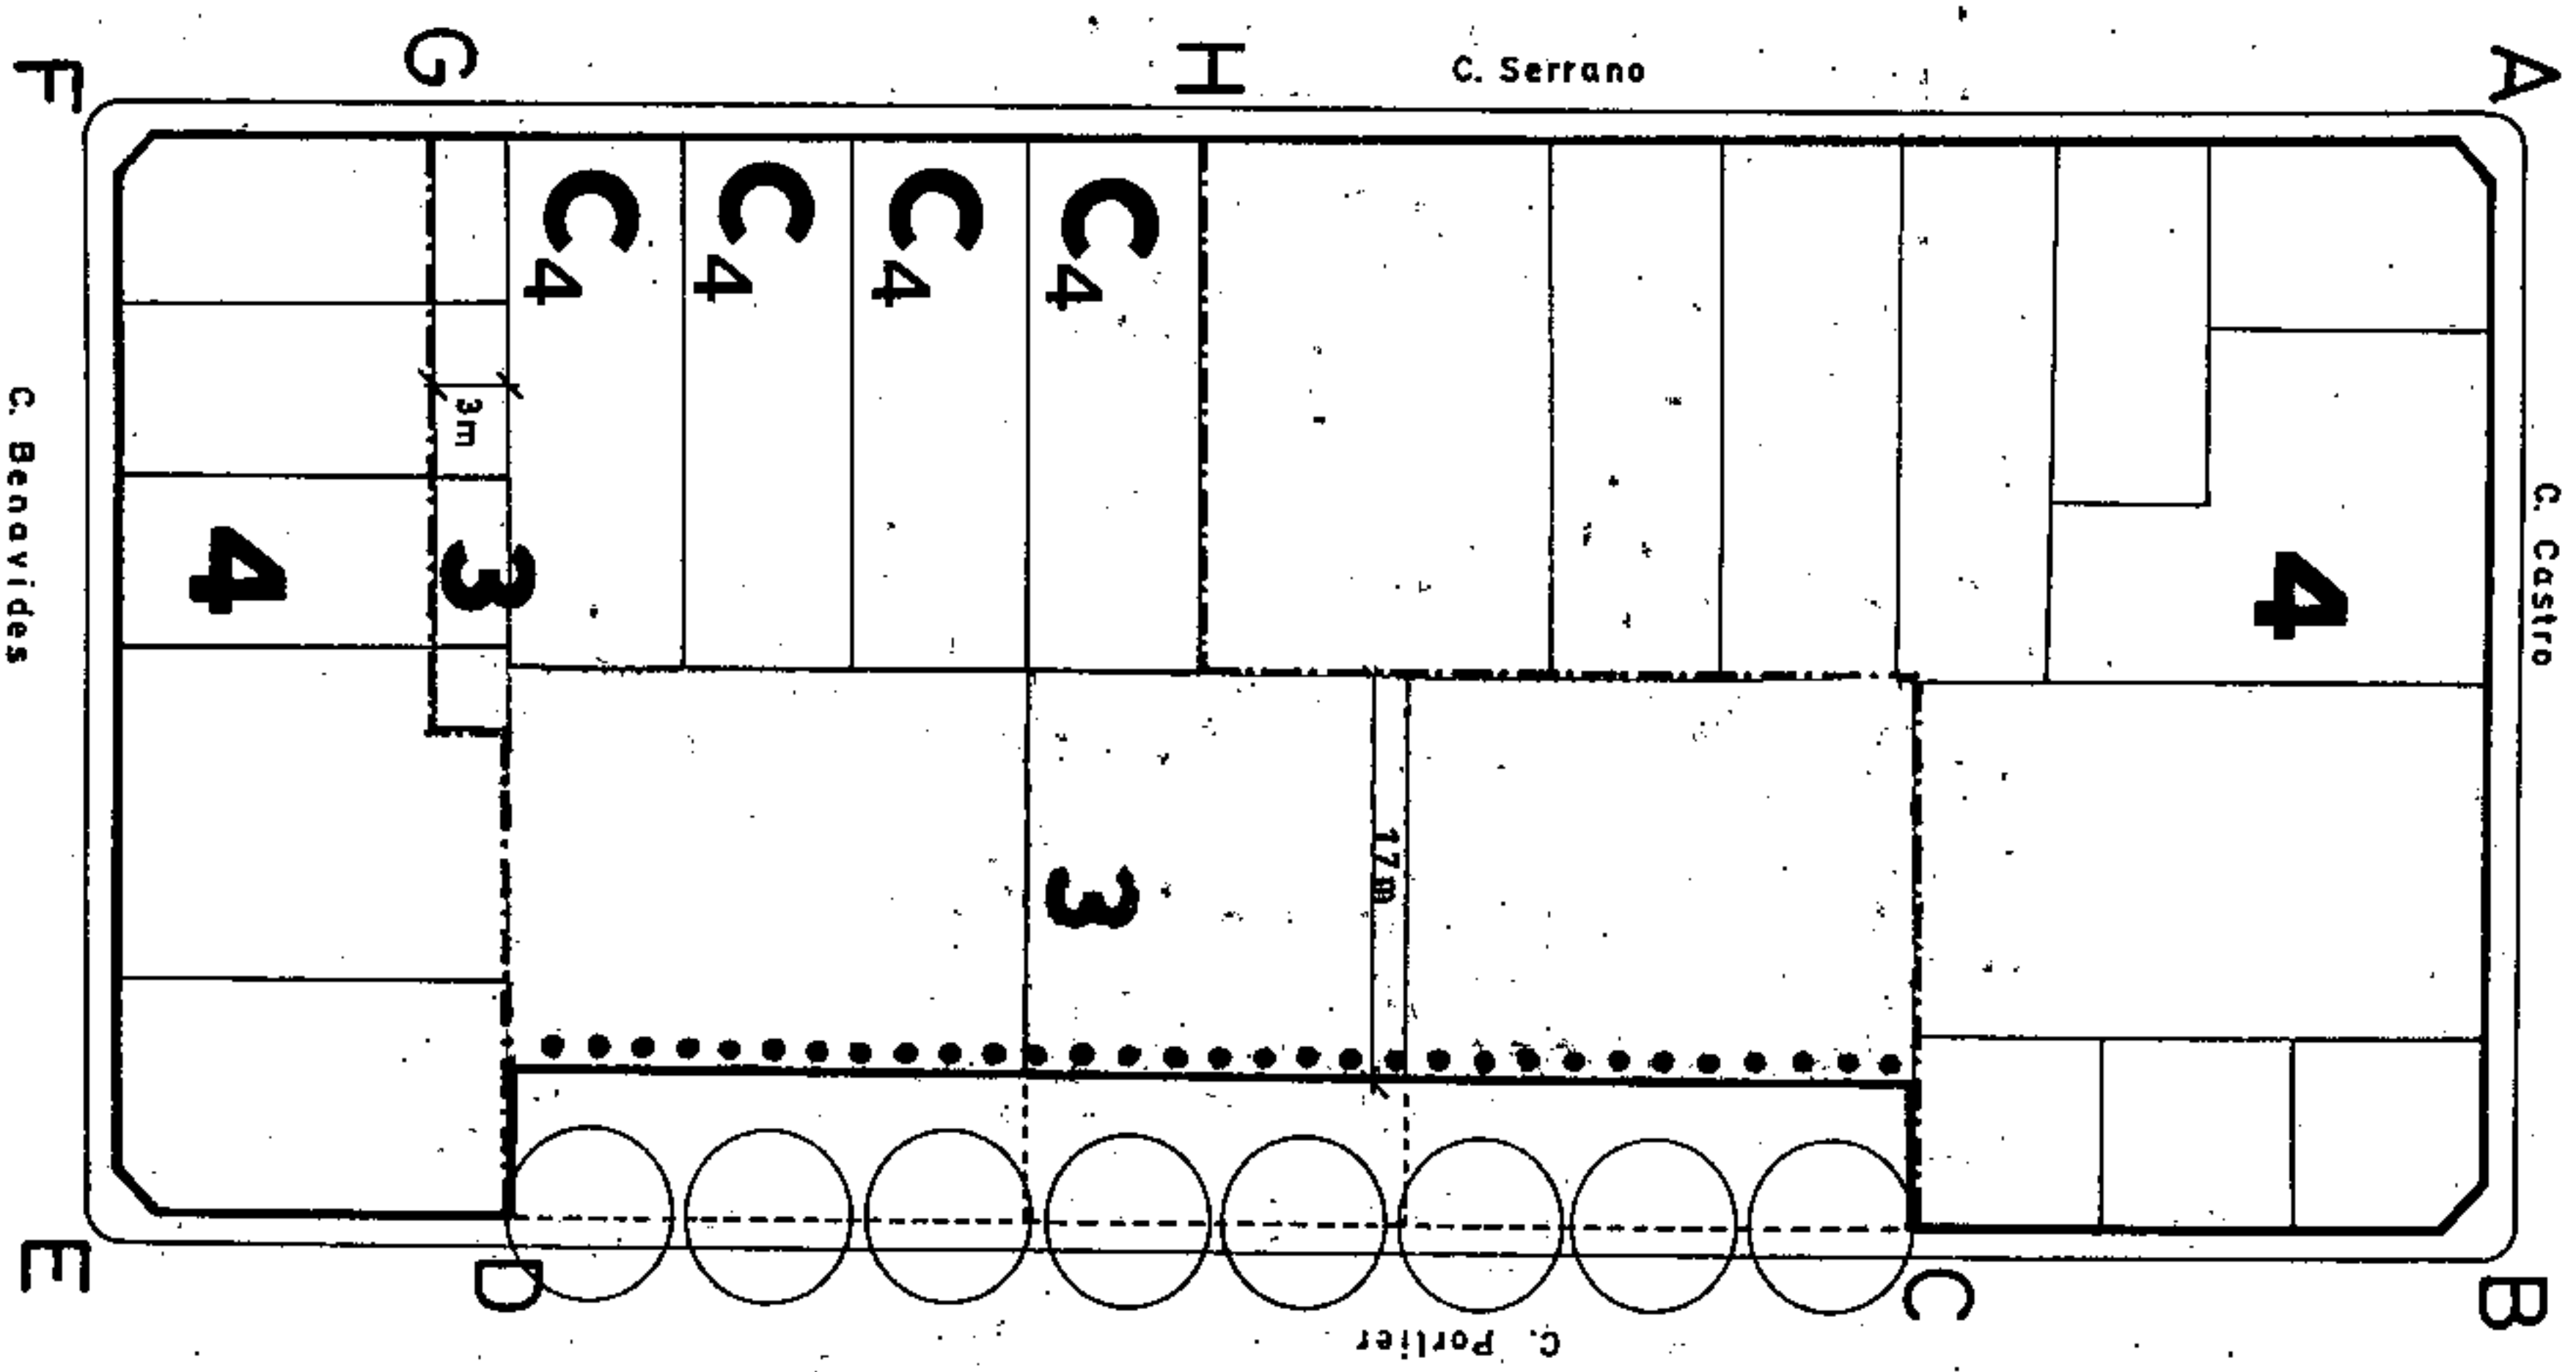 F
G
H
C. Serrano
A
C4
C4
C4
C4
3m
C. Benavides
4
3
4
C. Castro
3
17m
E
D
C
B
C. Porlier